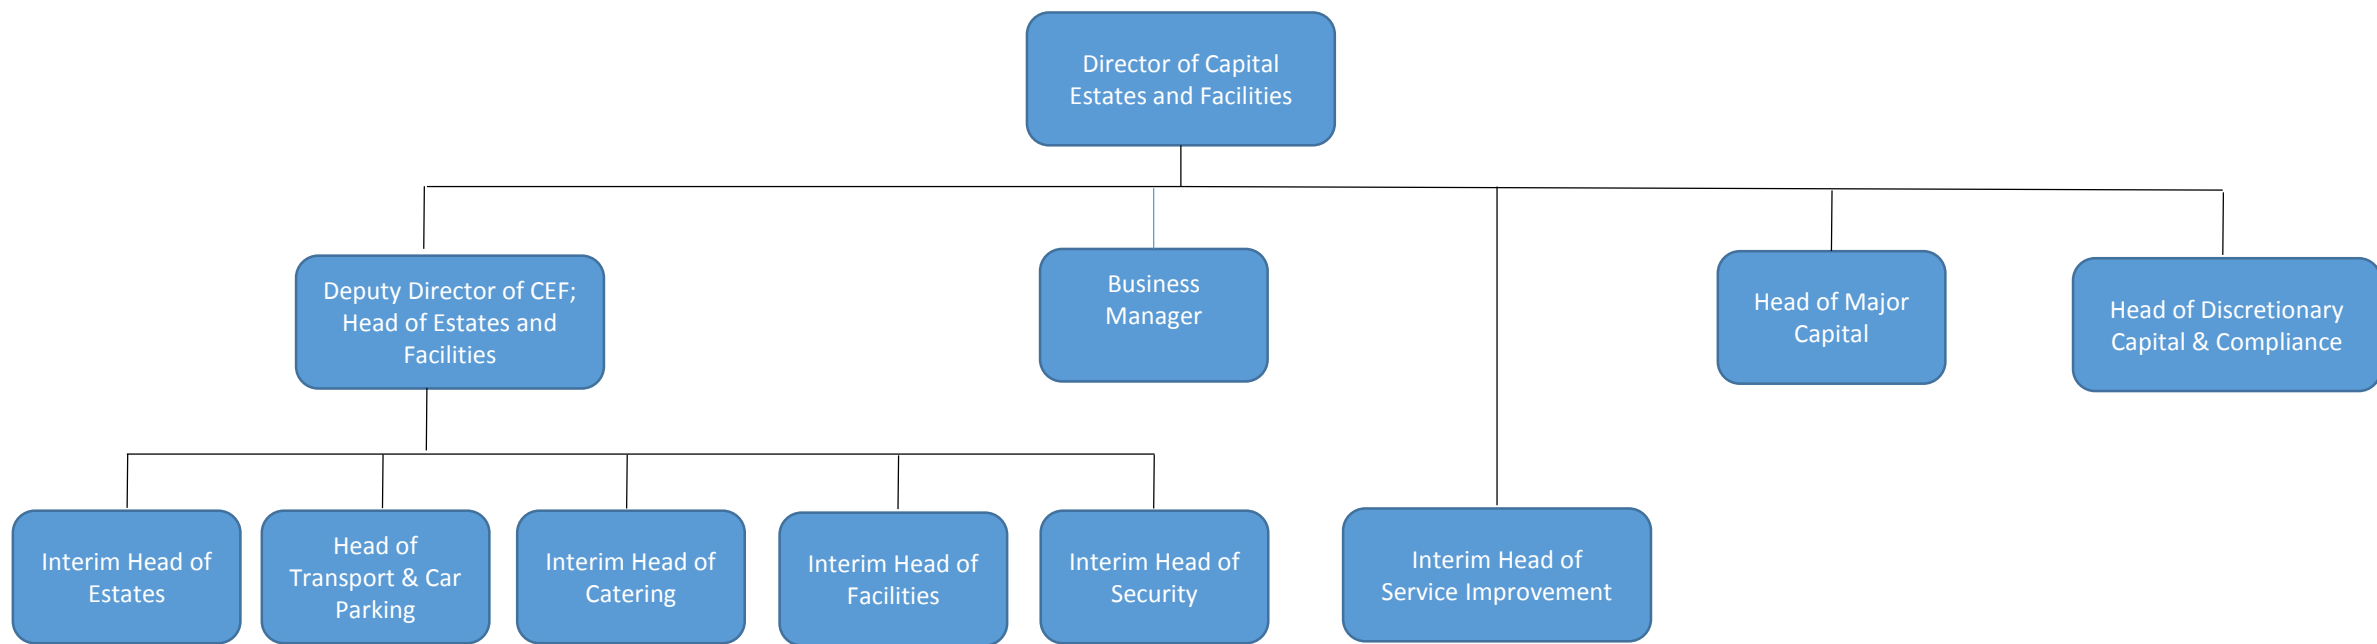 Director of Capital
Estates and Facilities
Deputy Director of CEF;
Head of Estates and
Facilities
Business
Manager
Head of Major
Capital
Head of Discretionary
Capital & Compliance
Interim Head of
Estates
Head of
Transport & Car
Parking
Interim Head of
Catering
Interim Head of
Facilities
Interim Head of
Security
Interim Head of
Service Improvement